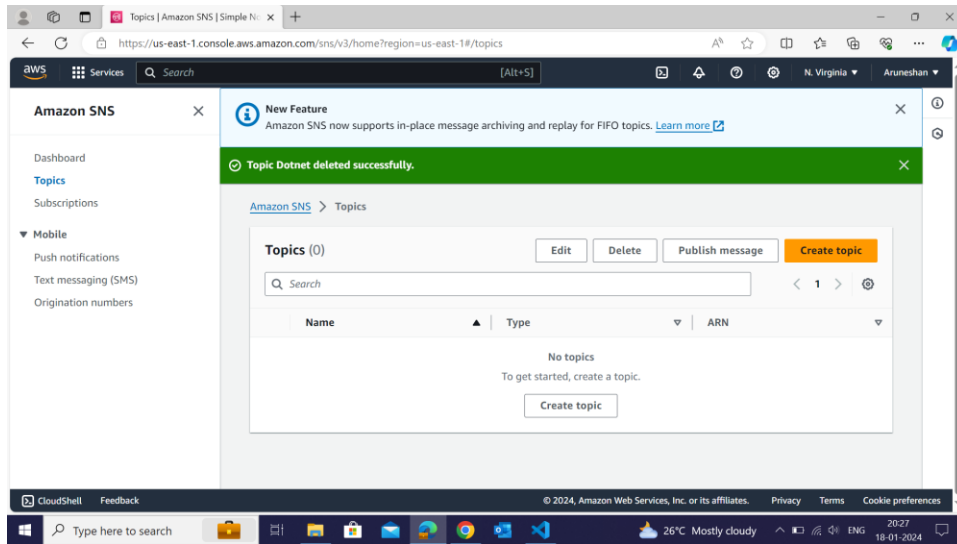 Topics | Amazon SNS | Simple No
https://us-east-1.console.aws.amazon.com/sns/v3/home?region=us-east-1#/topics
aws
Services
Search
[Alt+S]
N. Virginia
Aruneshan
Amazon SNS
Dashboard
Topics
Subscriptions
Mobile
Push notifications
Text messaging (SMS)
Origination numbers
New Feature
Amazon SNS now supports in-place message archiving and replay for FIFO topics. Learn more
Topic Dotnet deleted successfully.
Amazon SNS > Topics
Topics (0)
Edit
Delete
Publish message
Create topic
Search
1
Name
Type
ARN
No topics
To get started, create a topic.
Create topic
CloudShell
Feedback
© 2024, Amazon Web Services, Inc. or its affiliates.
Privacy
Terms
Cookie preferences
Type here to search
26°C Mostly cloudy
ENG
20:27
18-01-2024